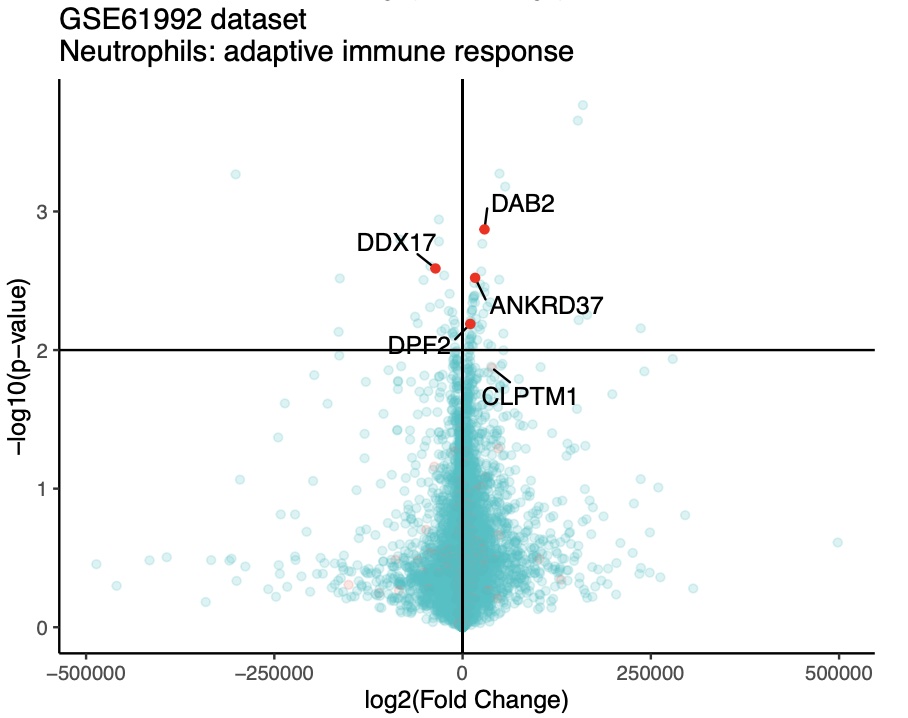 GSE61992 dataset
Neutrophils: adaptive immune response
DAB2
DDX17
ANKRD37
DPF2
CLPTM1
3
2
1
0
−log10(p−value)
−500000
−250000
0
250000
500000
log2(Fold Change)